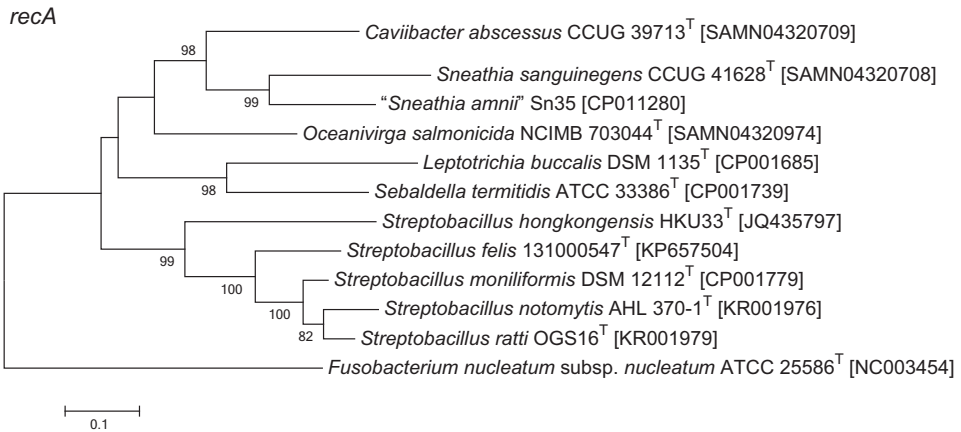 recA
Caviibacter abscessus CCUG 39713T [SAMN04320709]
98
Sneathia sanguinegens CCUG 41628T [SAMN04320708]
99
“Sneathia amnii” Sn35 [CP011280]
Oceanivirga salmonicida NCIMB 703044T [SAMN04320974]
Leptotrichia buccalis DSM 1135T [CP001685]
98
Sebaldella termitidis ATCC 33386T [CP001739]
Streptobacillus hongkongensis HKU33T [JQ435797]
99
Streptobacillus felis 131000547T [KP657504]
100
Streptobacillus moniliformis DSM 12112T [CP001779]
100
Streptobacillus notomytis AHL 370-1T [KR001976]
82
Streptobacillus ratti OGS16T [KR001979]
Fusobacterium nucleatum subsp. nucleatum ATCC 25586T [NC003454]
0.1